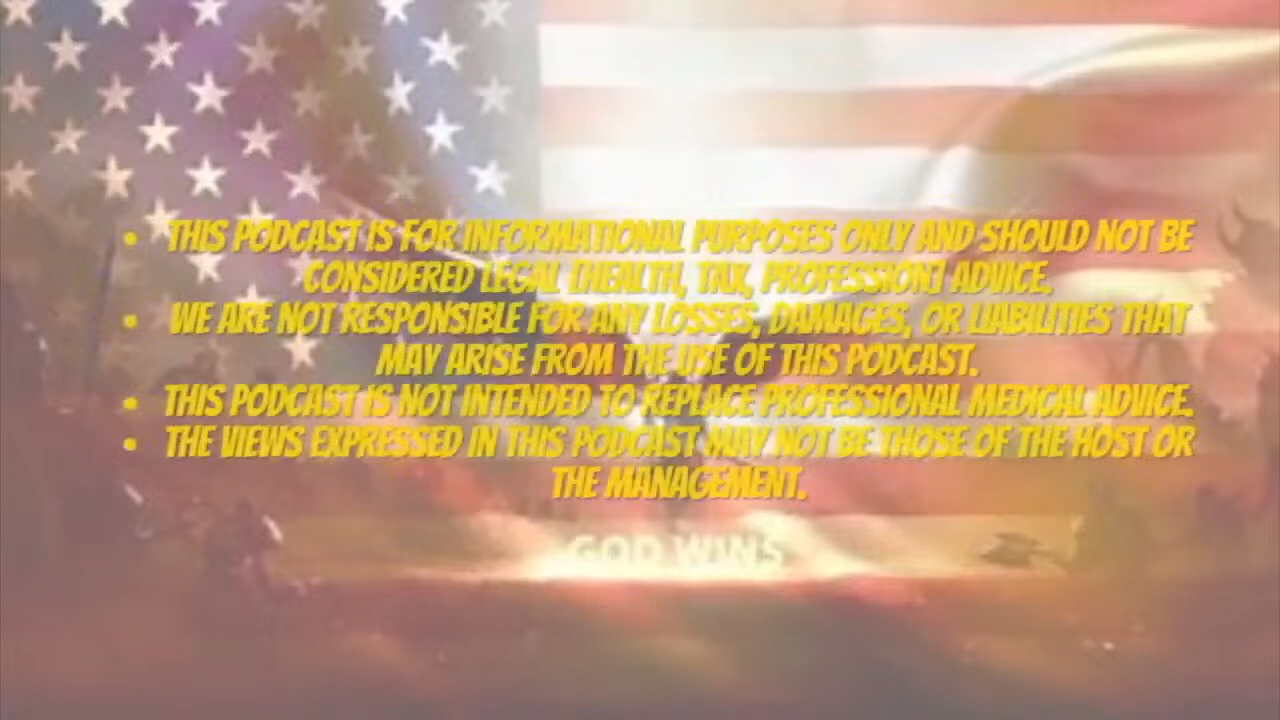 • THIS PODCAST IS FOR INFORMATIONAL PURPOSES ONLY AND SHOULD NOT BE
CONSIDERED LEGAL [HEALTH, TAX, PROFESSION] ADVICE.
• WE ARE NOT RESPONSIBLE FOR ANY LOSSES, DAMAGES, OR LIABILITIES THAT
MAY ARISE FROM THE USE OF THIS PODCAST.
• THIS PODCAST IS NOT INTENDED TO REPLACE PROFESSIONAL MEDICAL ADVICE.
• THE VIEWS EXPRESSED IN THIS PODCAST MAY NOT BE THOSE OF THE HOST OR
THE MANAGEMENT.
GOD WINS